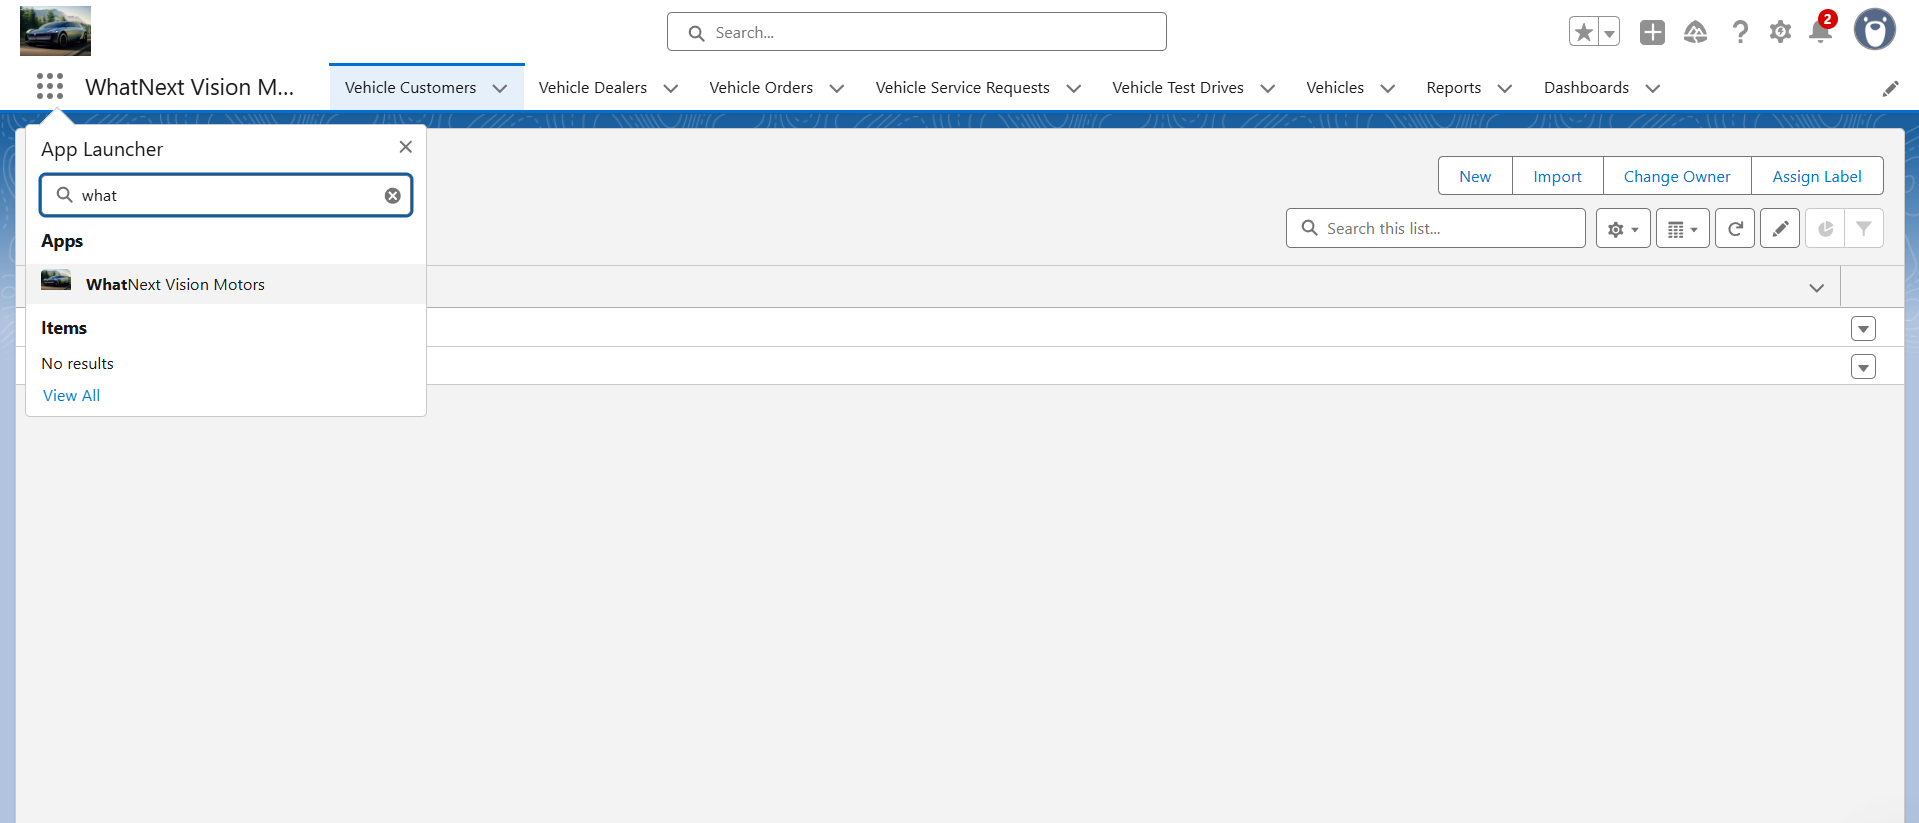 Search...
2
WhatNext Vision M...
Vehicle Customers
Vehicle Dealers
Vehicle Orders
Vehicle Service Requests
Vehicle Test Drives
Vehicles
Reports
Dashboards
App Launcher
what
Apps
WhatNext Vision Motors
Items
No results
View All
New
Import
Change Owner
Assign Label
Search this list...